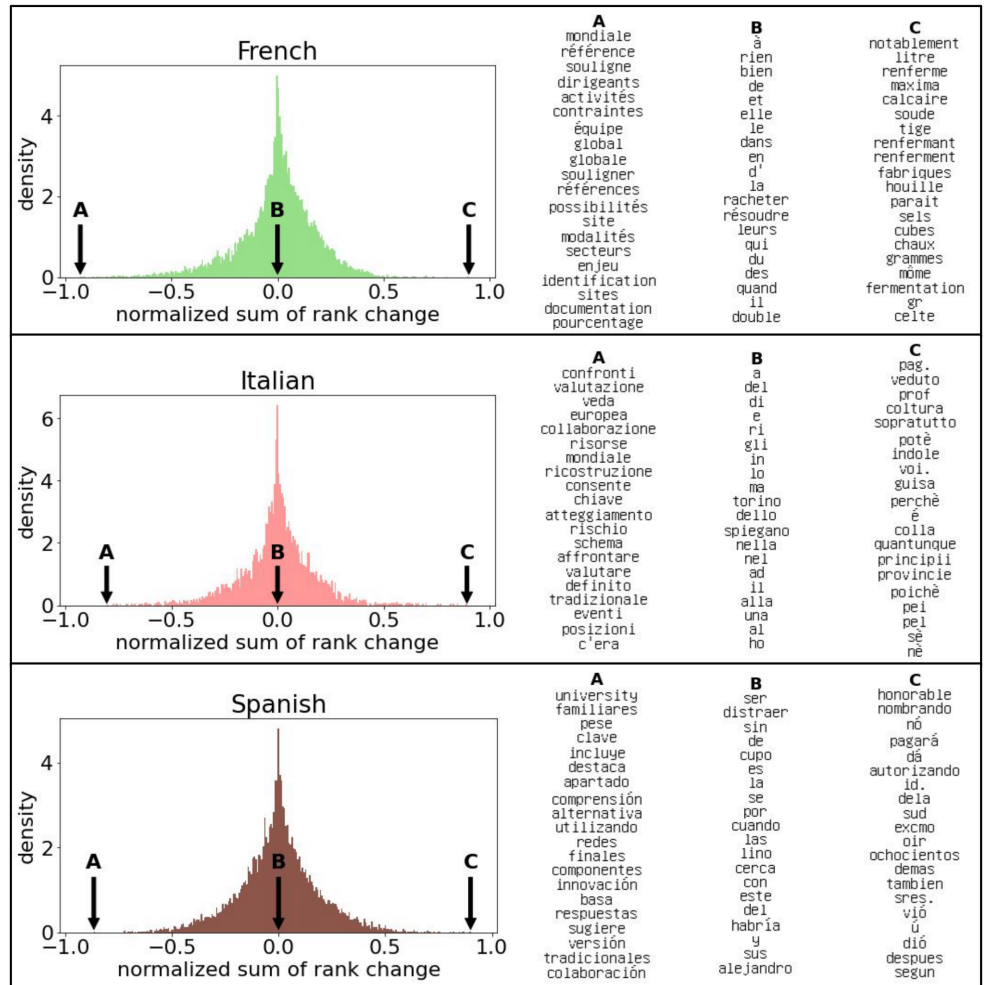 French
density
4
2
0
A
B
C
−1.0
−0.5
0.0
0.5
1.0
normalized sum of rank change
A
mondiale
référence
souligne
dirigeants
activités
contraintes
équipe
global
globale
souligner
références
possibilités
site
modalités
secteurs
enjeu
identification
sites
documentation
pourcentage
B
à
rien
bien
de
et
elle
le
dans
en
d'
la
racheter
résoudre
leurs
qui
du
des
quand
il
double
C
notablement
litre
renferme
maxima
calcaire
soude
tige
renfermant
renferment
fabriques
houille
parait
sels
cubes
chaux
grammes
môme
fermentation
gr
celte
Italian
density
6
4
2
0
A
B
C
−1.0
−0.5
0.0
0.5
1.0
normalized sum of rank change
A
confronti
valutazione
veda
europea
collaborazione
risorse
mondiale
ricostruzione
consente
chiave
atteggiamento
rischio
schema
affrontare
valutare
definito
tradizionale
eventi
posizioni
c'era
B
a
del
di
e
ri
gli
in
lo
ma
torino
dello
spiegano
nella
nel
ad
il
alla
una
al
ho
C
pag.
veduto
prof
coltura
sopratutto
potè
indole
voi.
guisa
perchè
é
colla
quantunque
principii
provincie
poichè
pei
pel
sè
nè
Spanish
density
4
2
0
A
B
C
−1.0
−0.5
0.0
0.5
1.0
normalized sum of rank change
A
university
familiares
pese
clave
incluye
destaca
apartado
comprensión
alternativa
utilizando
redes
finales
componentes
innovación
basa
respuestas
sugiere
versión
tradicionales
colaboración
B
ser
distraer
sin
de
cupo
es
la
se
por
cuando
las
lino
cerca
con
este
del
habría
y
sus
alejandro
C
honorable
nombrando
nó
pagará
dá
autorizando
id.
dela
sud
excmo
oir
ochocientos
demas
tambien
sres.
vió
ú
dió
despues
segun